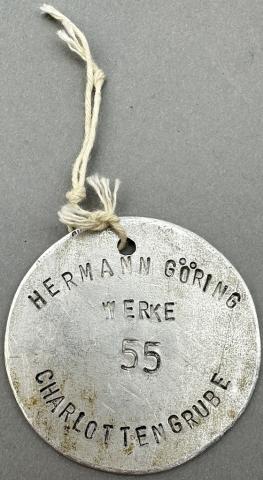 HERMANN GÖRING
WERKE
55
CHARLOTTENGRUBE